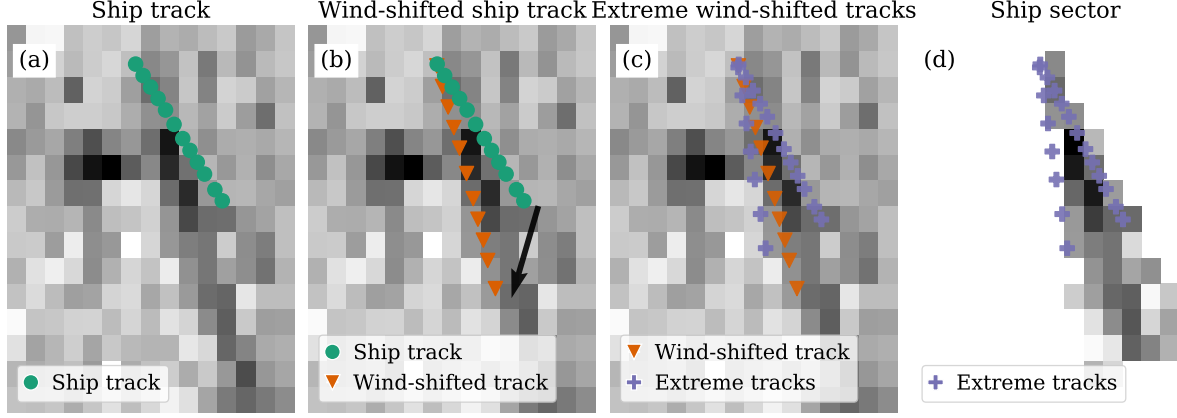 Ship track
Wind-shifted ship track
Extreme wind-shifted tracks
Ship sector
(a)
(b)
(c)
(d)
Ship track
Ship track
Wind-shifted track
Wind-shifted track
Extreme tracks
Extreme tracks